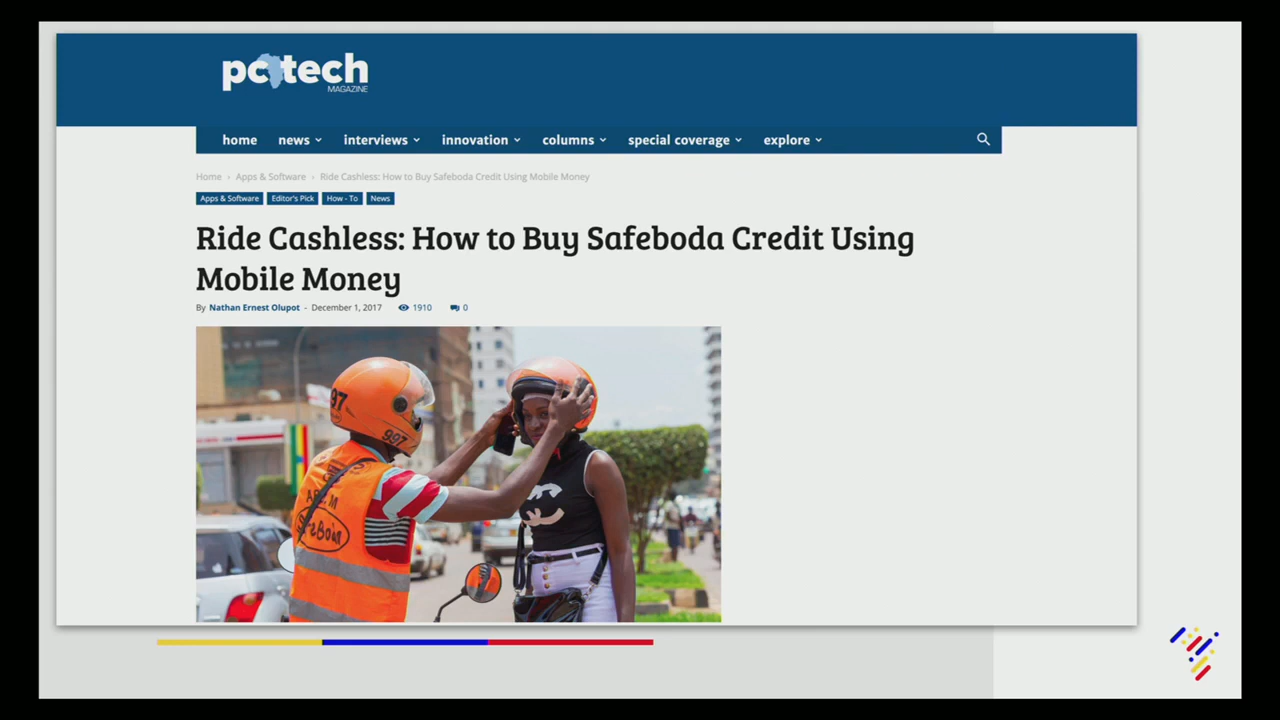 pctech
MAGAZINE
home news interviews innovation columns special coverage explore
Home › Apps & Software › Ride Cashless: How to Buy Safeboda Credit Using Mobile Money
Apps & Software Editor's Pick How - To News
Ride Cashless: How to Buy Safeboda Credit Using
Mobile Money
By Nathan Ernest Olupot - December 1, 2017 1910 0
97
997